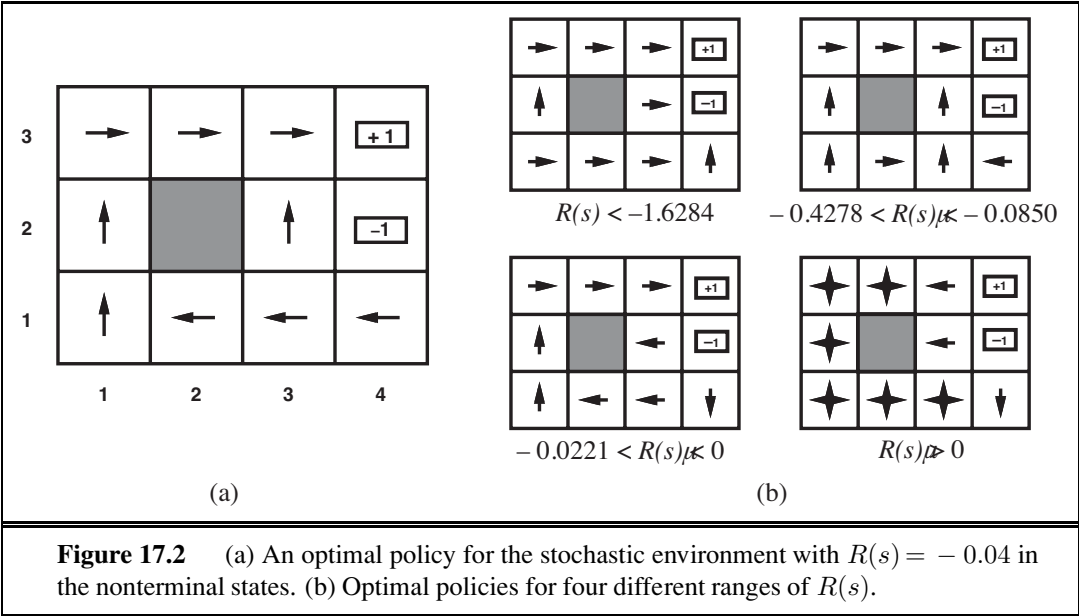 3
+ 1
2
–1
1
1 2 3 4
(a)
+1
–1
R(s) < –1.6284
+1
–1
– 0.4278 < R(s) < – 0.0850
+1
–1
– 0.0221 < R(s) < 0
+1
–1
R(s) > 0
(b)
Figure 17.2 (a) An optimal policy for the stochastic environment with R(s) = – 0.04 in
the nonterminal states. (b) Optimal policies for four different ranges of R(s).